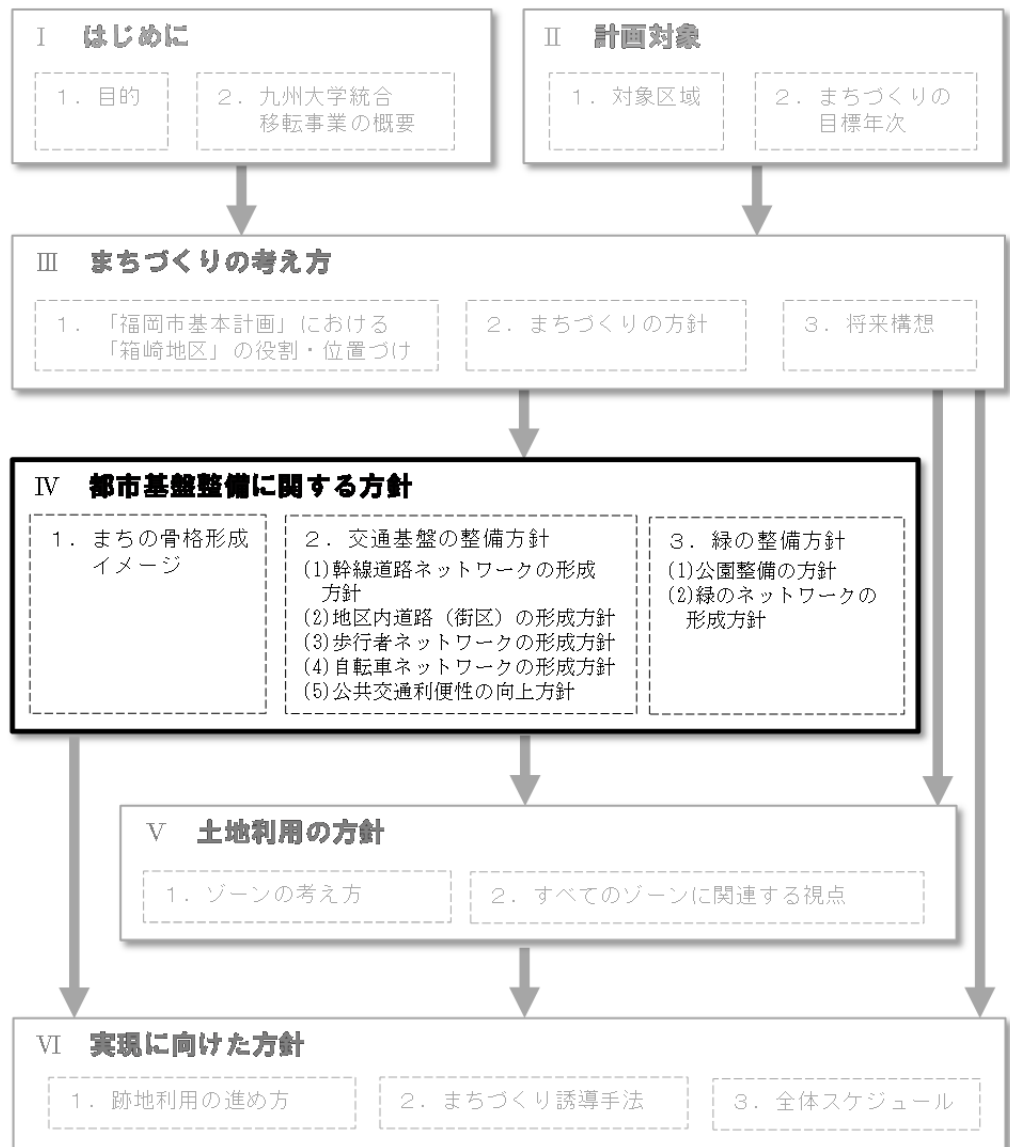 Ⅰ はじめに
1．目的
2．九州大学統合
移転事業の概要
Ⅱ 計画対象
1．対象区域
2．まちづくりの
目標年次
Ⅲ まちづくりの考え方
1．「福岡市基本計画」における
「箱崎地区」の役割・位置づけ
2．まちづくりの方針
3．将来構想
Ⅳ 都市基盤整備に関する方針
1．まちの骨格形成
イメージ
2．交通基盤の整備方針
(1)幹線道路ネットワークの形成
方針
(2)地区内道路（街区）の形成方針
(3)歩行者ネットワークの形成方針
(4)自転車ネットワークの形成方針
(5)公共交通利便性の向上方針
3．緑の整備方針
(1)公園整備の方針
(2)緑のネットワークの
形成方針
Ⅴ 土地利用の方針
1．ゾーンの考え方
2．すべてのゾーンに関連する視点
Ⅵ 実現に向けた方針
1．跡地利用の進め方
2．まちづくり誘導手法
3．全体スケジュール